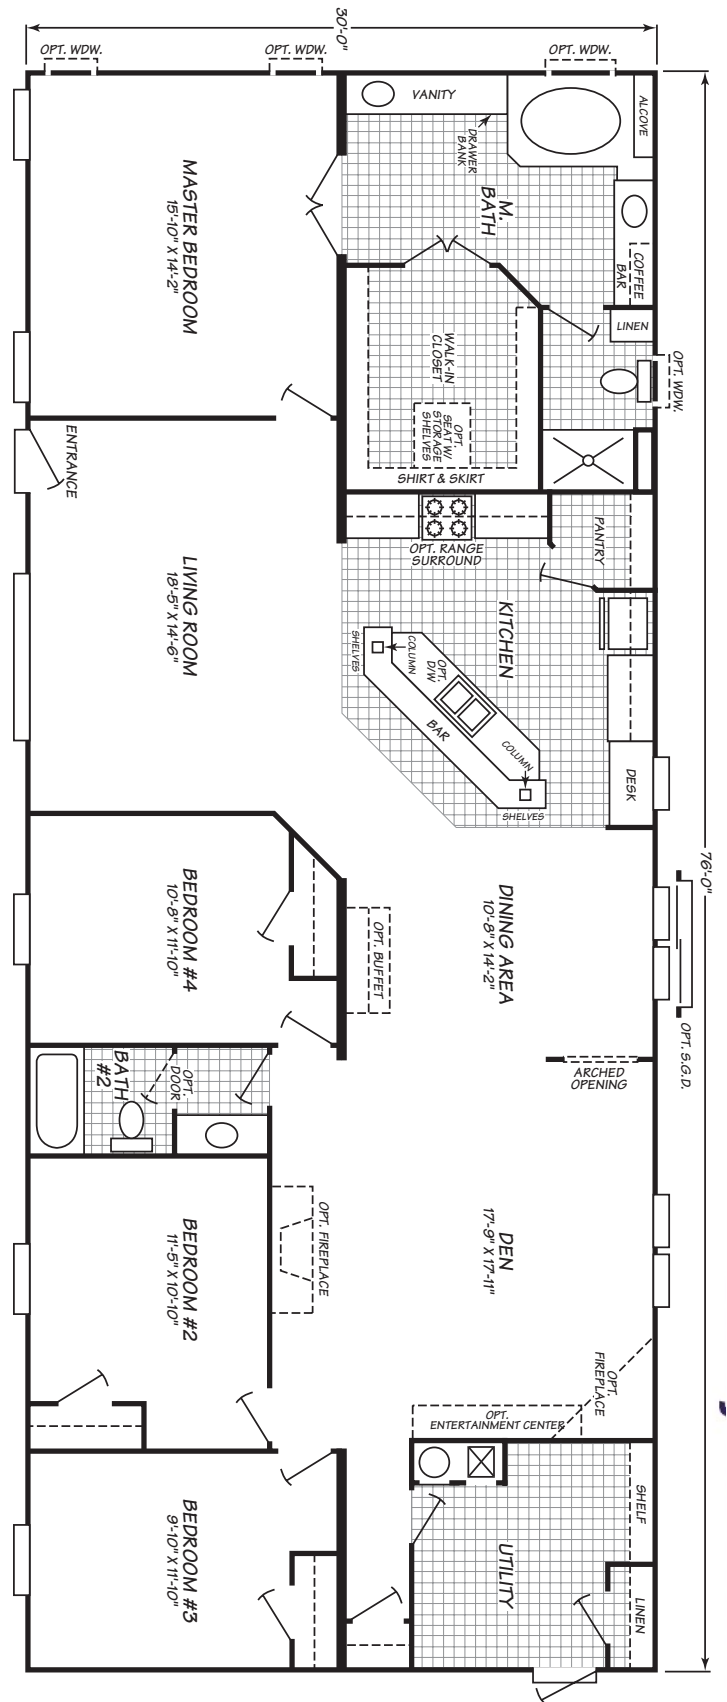 30'-0"
OPT. WDW.
OPT. WDW.
OPT. WDW.
VANITY
DRAWER
BANK
ALCOVE
M.
BATH
MASTER BEDROOM
15'-10" X 14'-2"
COFFEE
BAR
LINEN
OPT. WDW.
WALK-IN
CLOSET
OPT.
SEAT W/
STORAGE
SHELVES
SHIRT & SKIRT
ENTRANCE
OPT. RANGE
SURROUND
PANTRY
LIVING ROOM
18'-5" X 14'-6"
KITCHEN
SHELVES
COLUMN
OPT.
D/W
BAR
COLUMN
SHELVES
DESK
76'-0"
BEDROOM #4
10'-8" X 11'-10"
OPT. BUFFET
DINING AREA
10'-8" X 14'-2"
OPT. S.G.D.
ARCHED
OPENING
BATH
#2
OPT.
DOOR
BEDROOM #2
11'-5" X 10'-10"
OPT. FIREPLACE
DEN
17'-9" X 17'-11"
OPT.
FIREPLACE
OPT.
ENTERTAINMENT CENTER
BEDROOM #3
9'-10" X 11'-10"
UTILITY
SHELF
LINEN